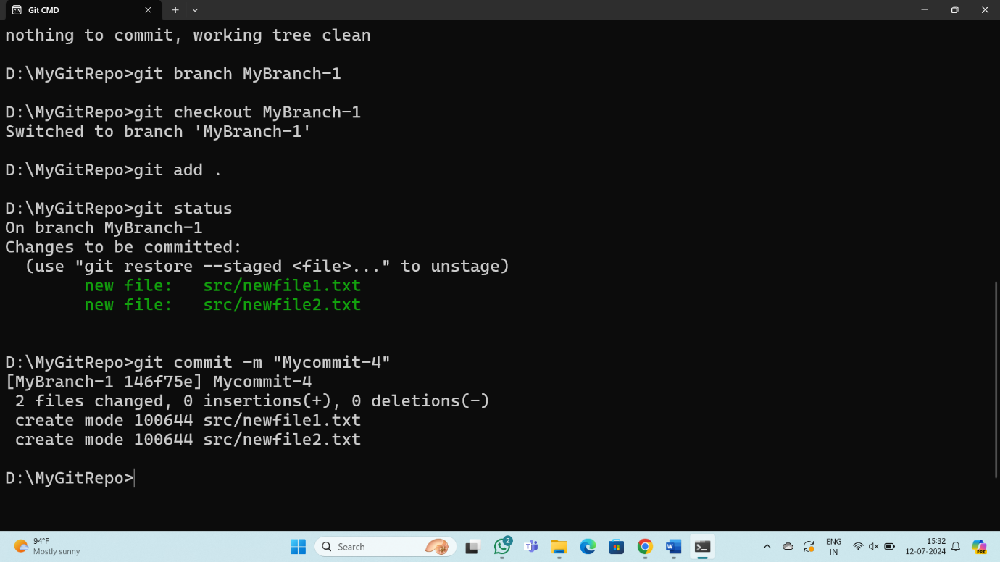 Git CMD
nothing to commit, working tree clean
D:\MyGitRepo>git branch MyBranch-1
D:\MyGitRepo>git checkout MyBranch-1
Switched to branch 'MyBranch-1'
D:\MyGitRepo>git add .
D:\MyGitRepo>git status
On branch MyBranch-1
Changes to be committed:
  (use "git restore --staged <file>..." to unstage)
        new file:   src/newfile1.txt
        new file:   src/newfile2.txt
D:\MyGitRepo>git commit -m "Mycommit-4"
[MyBranch-1 146f75e] Mycommit-4
 2 files changed, 0 insertions(+), 0 deletions(-)
 create mode 100644 src/newfile1.txt
 create mode 100644 src/newfile2.txt
D:\MyGitRepo>
94°F
Mostly sunny
Search
2
ENG
IN
15:32
12-07-2024
PRE